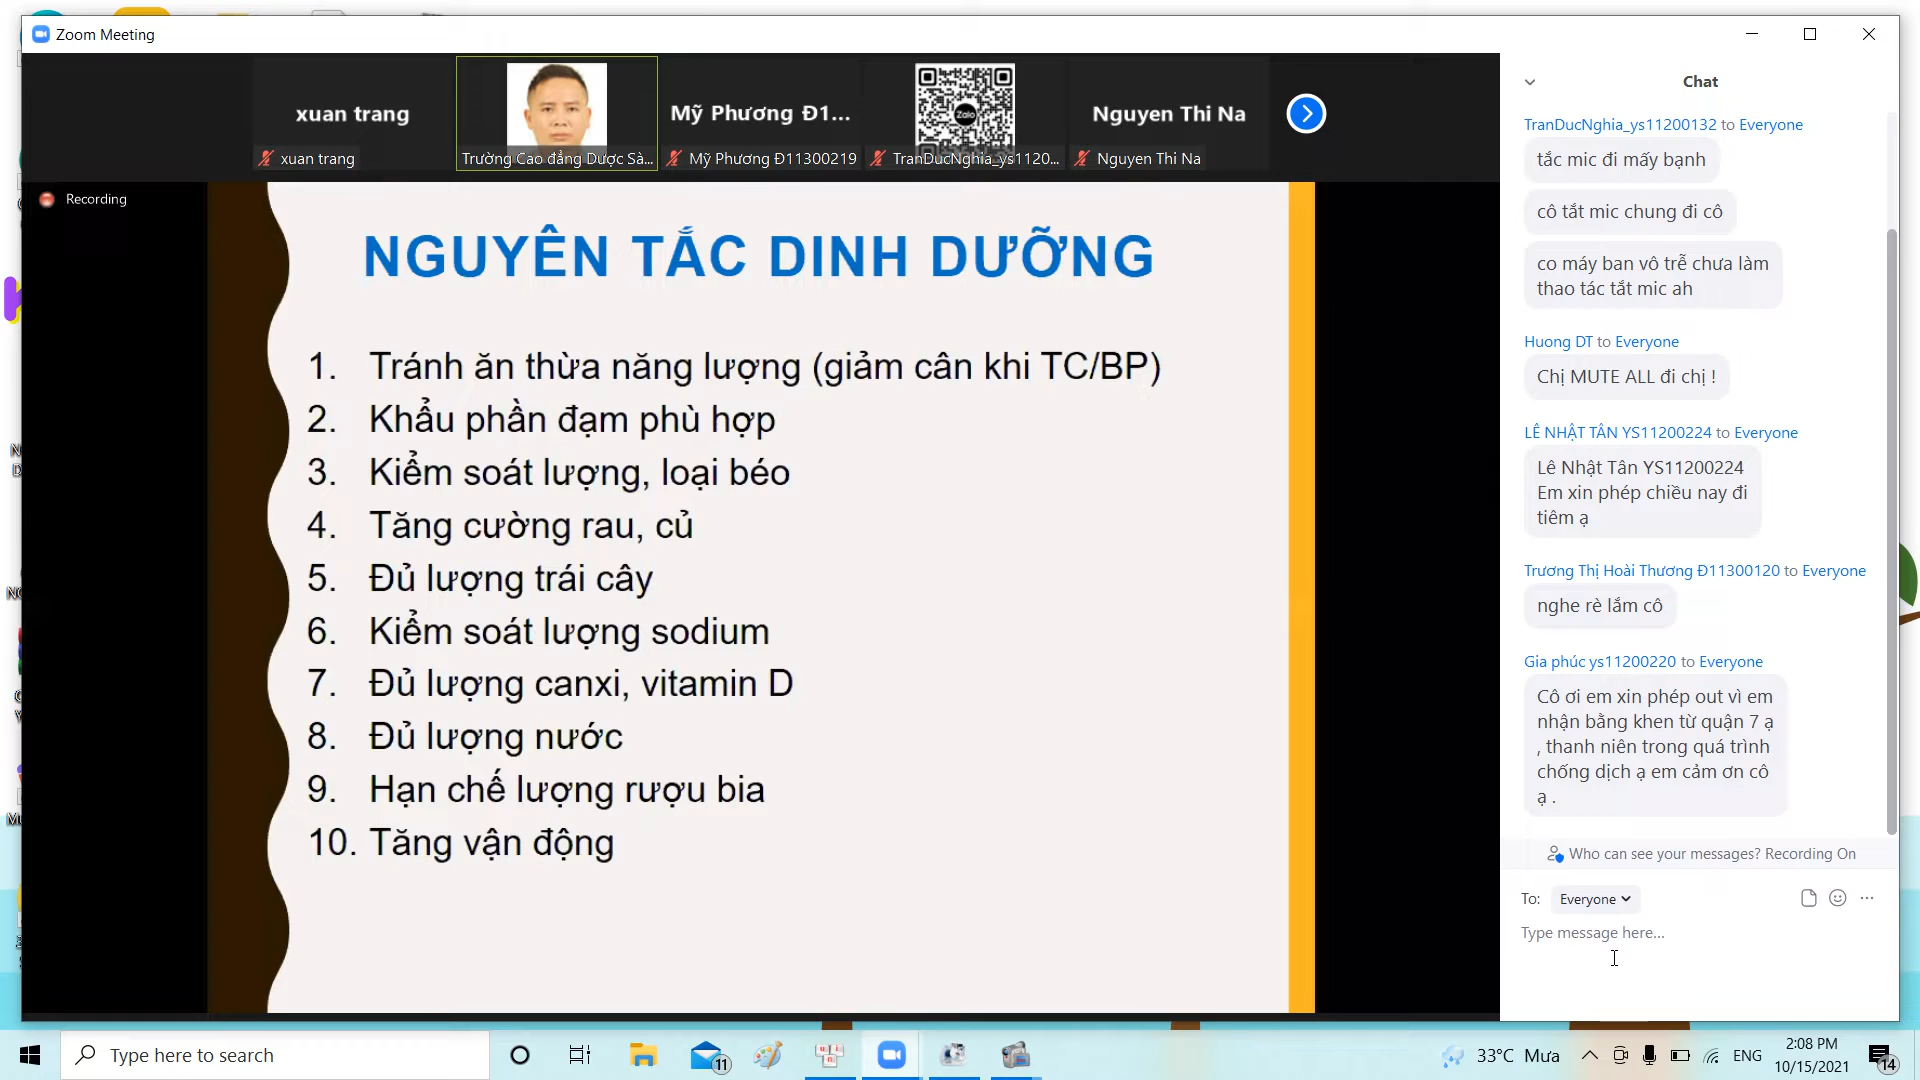 Zoom Meeting
xuan trang
xuan trang
Trường Cao đẳng Dược Sà...
Mỹ Phương Đ1...
Mỹ Phương Đ11300219
Zalo
TranDucNghia_ys1120...
Nguyen Thi Na
Nguyen Thi Na
Recording
NGUYÊN TẮC DINH DƯỠNG
1. Tránh ăn thừa năng lượng (giảm cân khi TC/BP)
2. Khẩu phần đạm phù hợp
3. Kiểm soát lượng, loại béo
4. Tăng cường rau, củ
5. Đủ lượng trái cây
6. Kiểm soát lượng sodium
7. Đủ lượng canxi, vitamin D
8. Đủ lượng nước
9. Hạn chế lượng rượu bia
10. Tăng vận động
Chat
TranDucNghia_ys11200132 to Everyone
tắc mic đi mấy bạnh
cô tắt mic chung đi cô
co máy ban vô trễ chưa làm
thao tác tắt mic ah
Huong DT to Everyone
Chị MUTE ALL đi chị !
LÊ NHẬT TÂN YS11200224 to Everyone
Lê Nhật Tân YS11200224
Em xin phép chiều nay đi
tiêm ạ
Trương Thị Hoài Thương Đ11300120 to Everyone
nghe rè lắm cô
Gia phúc ys11200220 to Everyone
Cô ơi em xin phép out vì em
nhận bằng khen từ quận 7 ạ
, thanh niên trong quá trình
chống dịch ạ em cảm ơn cô
ạ .
Who can see your messages? Recording On
To: Everyone
Type message here...
Type here to search
11
33°C Mưa
ENG
2:08 PM
10/15/2021
14